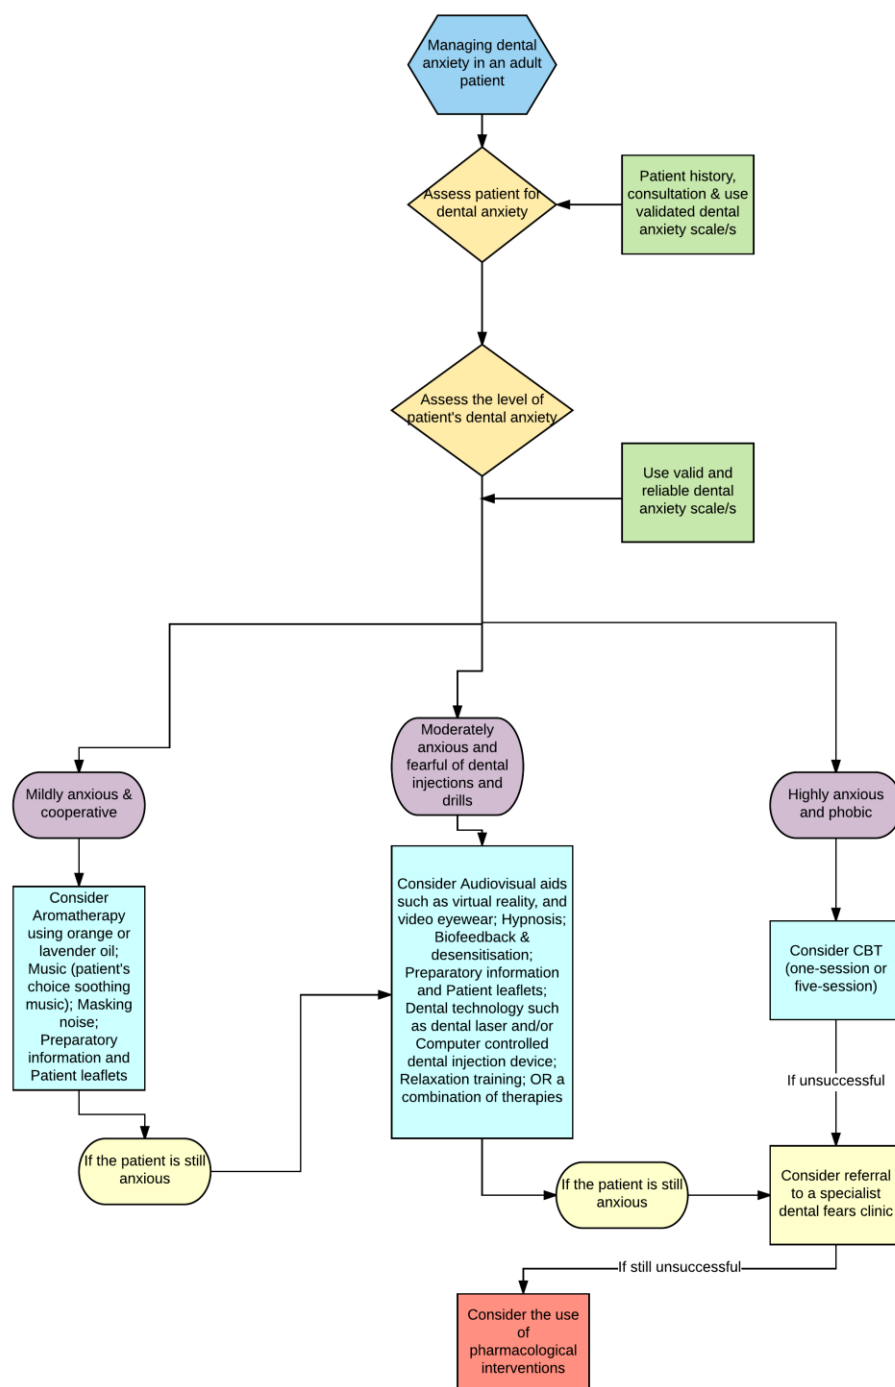 Managing dental
anxiety in an adult
patient
Assess patient for
dental anxiety
Patient history,
consultation & use
validated dental
anxiety scale/s
Assess the level of
patient's dental anxiety
Use valid and
reliable dental
anxiety scale/s
Mildly anxious &
cooperative
Moderately
anxious and
fearful of dental
injections and
drills
Highly anxious
and phobic
Consider
Aromatherapy
using orange or
lavender oil;
Music (patient's
choice soothing
music); Masking
noise;
Preparatory
information and
Patient leaflets
Consider Audiovisual aids
such as virtual reality, and
video eyewear; Hypnosis;
Biofeedback &
desensitisation;
Preparatory information
and Patient leaflets;
Dental technology such
as dental laser and/or
Computer controlled
dental injection device;
Relaxation training; OR a
combination of therapies
Consider CBT
(one-session or
five-session)
If unsuccessful
If the patient is still
anxious
If the patient is still
anxious
Consider referral
to a specialist
dental fears clinic
If still unsuccessful
Consider the use
of
pharmacological
interventions